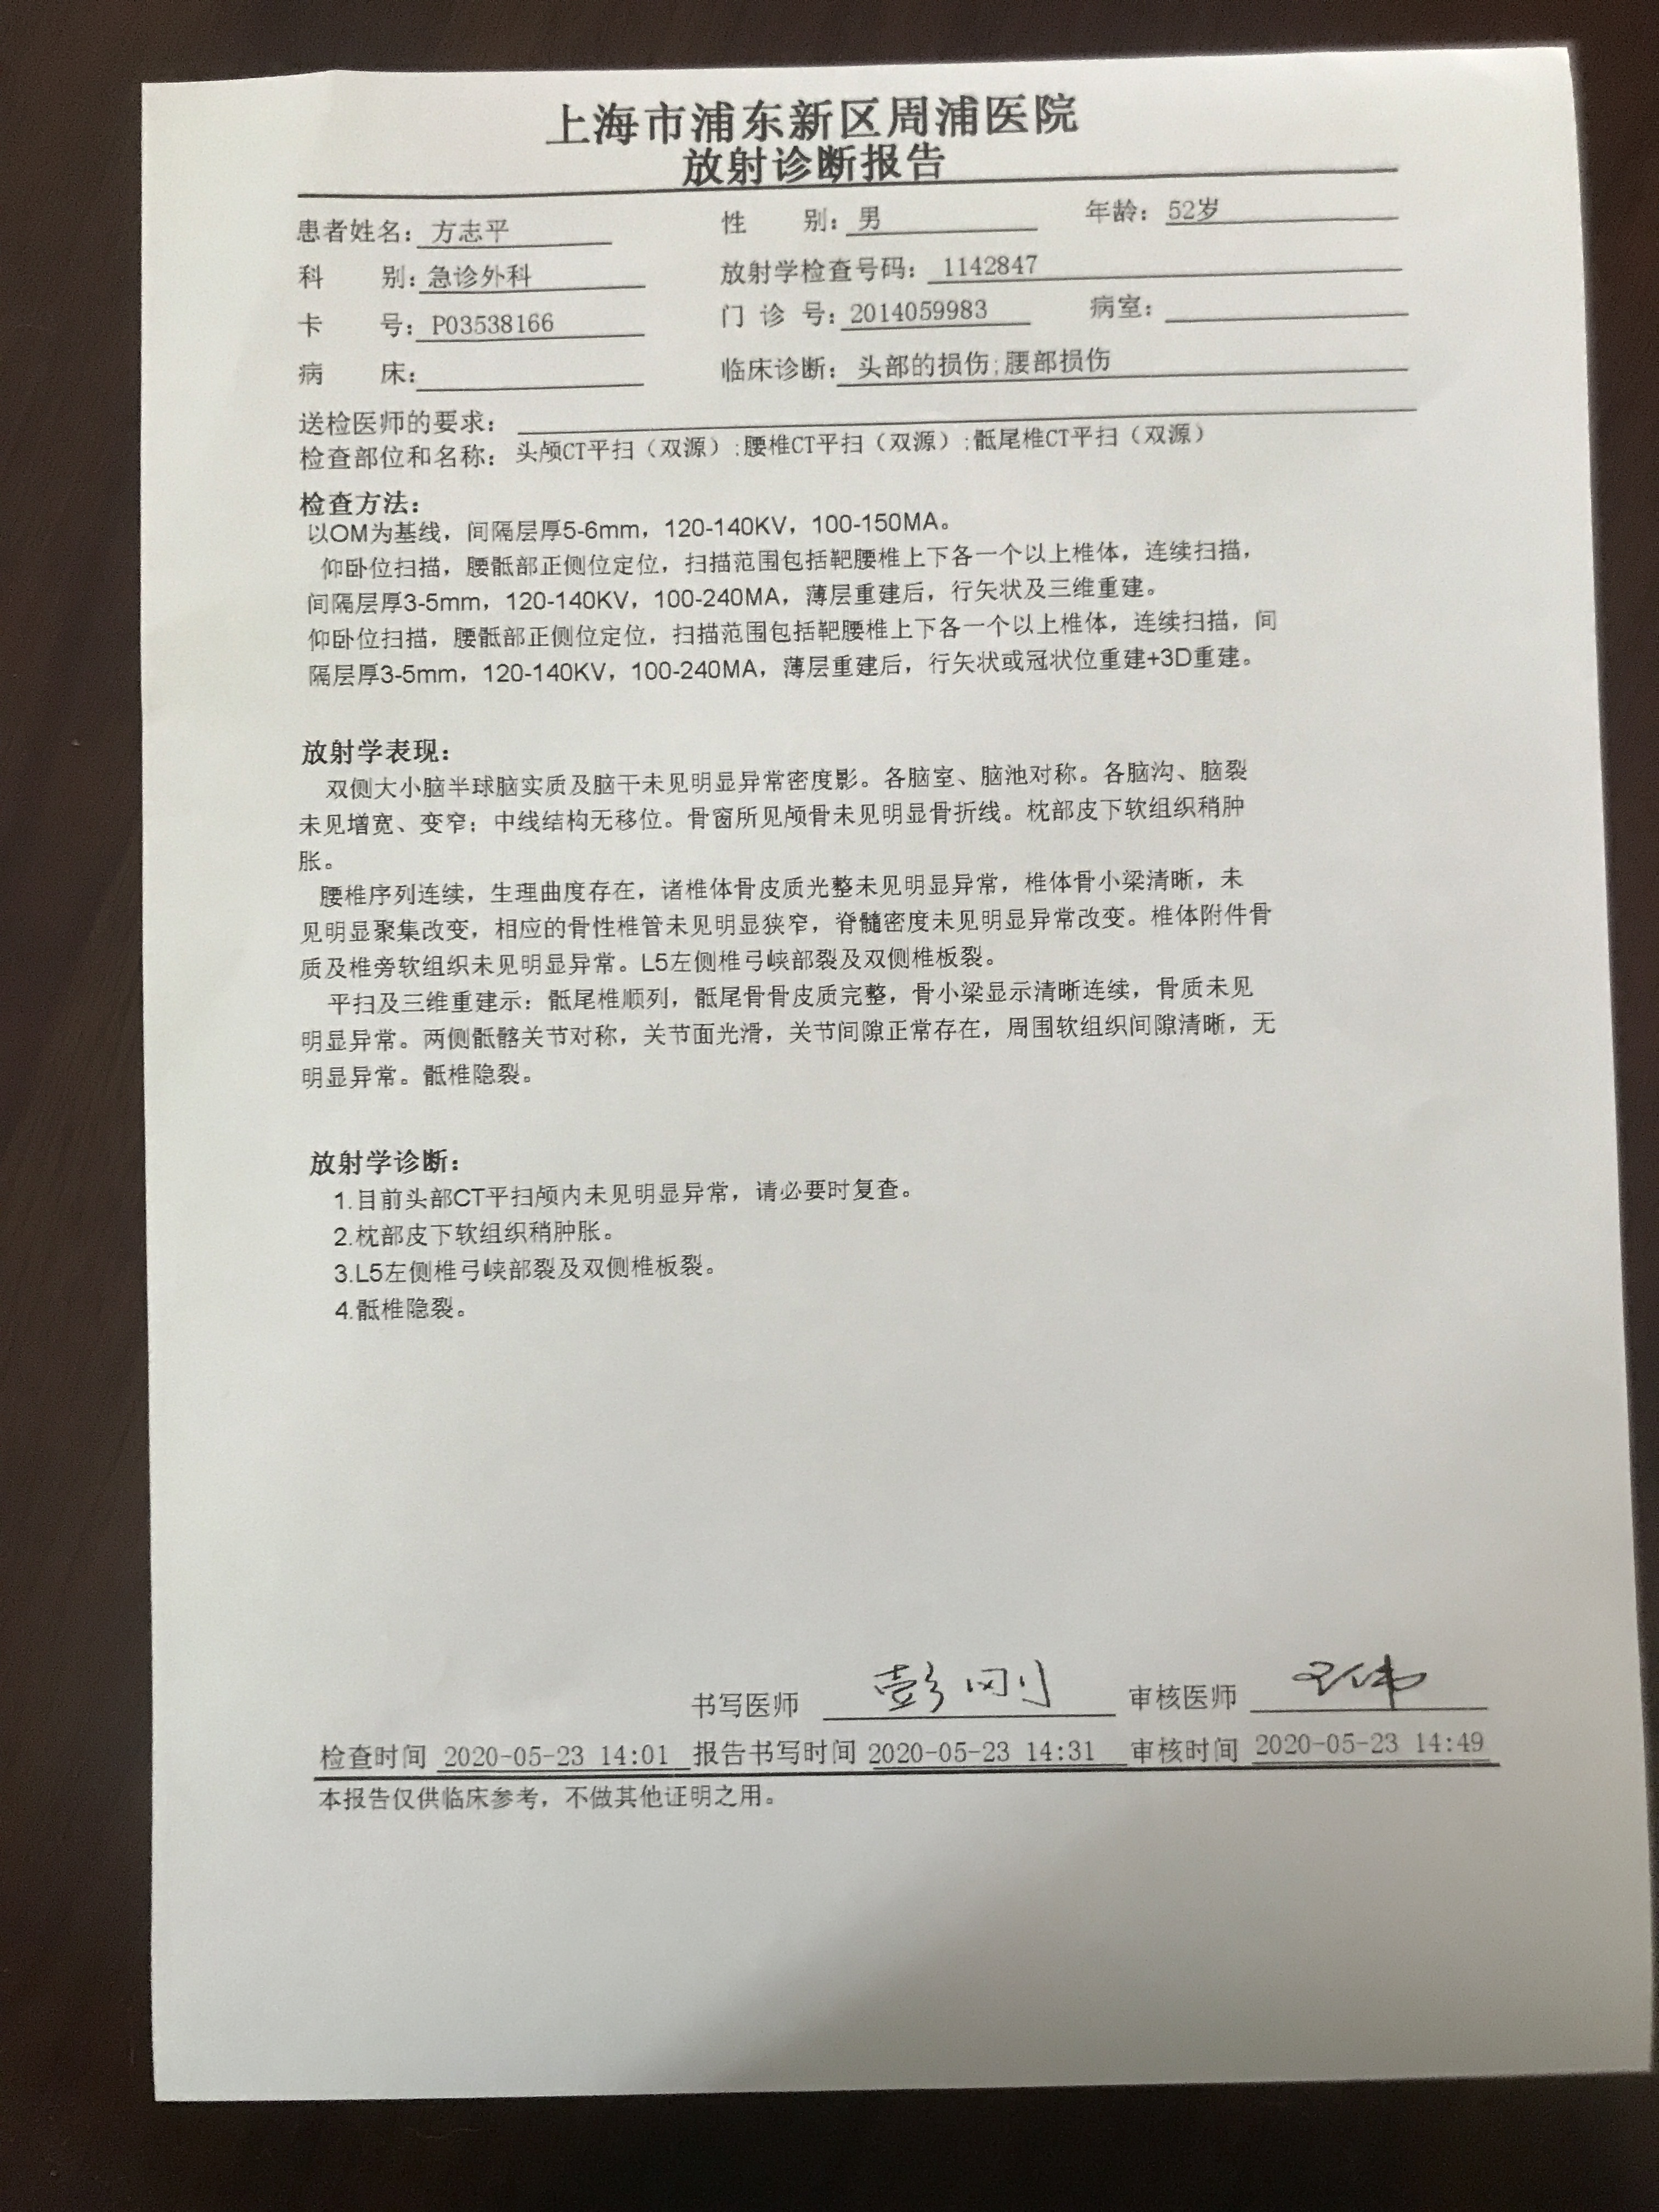 上海市浦东新区周浦医院
放射诊断报告
患者姓名：方志平 性 别：男 年龄：52岁
科 别：急诊外科 放射学检查号码：1142847
卡 号：P03538166 门 诊 号：2014059983 病室：
病 床： 临床诊断：头部的损伤;腰部损伤
送检医师的要求：
检查部位和名称：头颅CT平扫（双源）;腰椎CT平扫（双源）;骶尾椎CT平扫（双源）
检查方法：
以OM为基线，间隔层厚5-6mm，120-140KV，100-150MA。
仰卧位扫描，腰骶部正侧位定位，扫描范围包括靶腰椎上下各一个以上椎体，连续扫描，
间隔层厚3-5mm，120-140KV，100-240MA，薄层重建后，行矢状及三维重建。
仰卧位扫描，腰骶部正侧位定位，扫描范围包括靶腰椎上下各一个以上椎体，连续扫描，间
隔层厚3-5mm，120-140KV，100-240MA，薄层重建后，行矢状或冠状位重建+3D重建。
放射学表现：
双侧大小脑半球脑实质及脑干未见明显异常密度影。各脑室、脑池对称。各脑沟、脑裂
未见增宽、变窄；中线结构无移位。骨窗所见颅骨未见明显骨折线。枕部皮下软组织稍肿
胀。
腰椎序列连续，生理曲度存在，诸椎体骨皮质光整未见明显异常，椎体骨小梁清晰，未
见明显聚集改变，相应的骨性椎管未见明显狭窄，脊髓密度未见明显异常改变。椎体附件骨
质及椎旁软组织未见明显异常。L5左侧椎弓峡部裂及双侧椎板裂。
平扫及三维重建示：骶尾椎顺列，骶尾骨骨皮质完整，骨小梁显示清晰连续，骨质未见
明显异常。两侧骶髂关节对称，关节面光滑，关节间隙正常存在，周围软组织间隙清晰，无
明显异常。骶椎隐裂。
放射学诊断：
1.目前头部CT平扫颅内未见明显异常，请必要时复查。
2.枕部皮下软组织稍肿胀。
3.L5左侧椎弓峡部裂及双侧椎板裂。
4.骶椎隐裂。
书写医师 彭刚 审核医师 王伟
检查时间 2020-05-23 14:01 报告书写时间 2020-05-23 14:31 审核时间 2020-05-23 14:49
本报告仅供临床参考，不做其他证明之用。